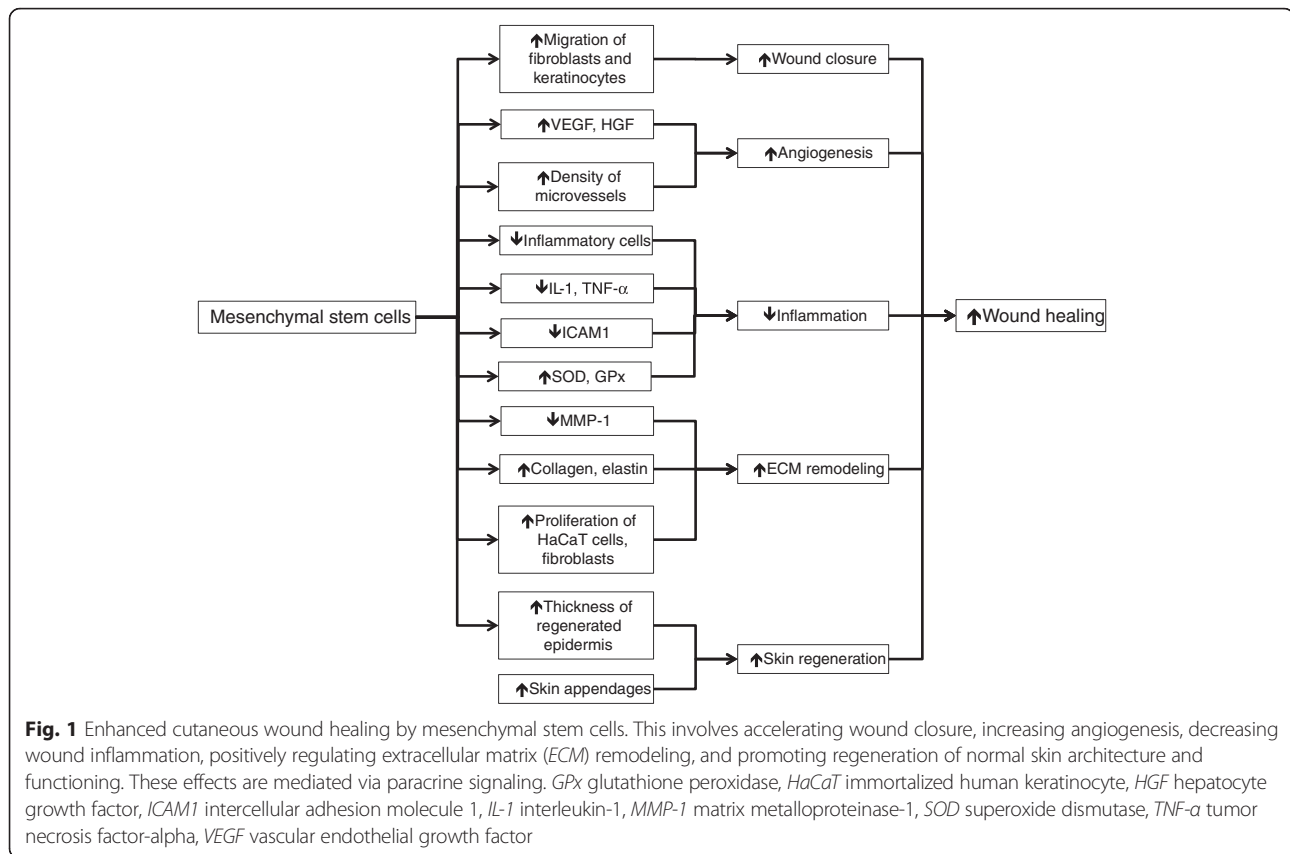 ↑Migration of
fibroblasts and
keratinocytes
↑Wound closure
↑VEGF, HGF
↑Angiogenesis
↑Density of
microvessels
↓Inflammatory cells
↓IL-1, TNF-α
Mesenchymal stem cells
↓Inflammation
↑Wound healing
↓ICAM1
↑SOD, GPx
↓MMP-1
↑Collagen, elastin
↑ECM remodeling
↑Proliferation of
HaCaT cells,
fibroblasts
↑Thickness of
regenerated
epidermis
↑Skin regeneration
↑Skin appendages
Fig. 1 Enhanced cutaneous wound healing by mesenchymal stem cells. This involves accelerating wound closure, increasing angiogenesis, decreasing
wound inflammation, positively regulating extracellular matrix (ECM) remodeling, and promoting regeneration of normal skin architecture and
functioning. These effects are mediated via paracrine signaling. GPx glutathione peroxidase, HaCaT immortalized human keratinocyte, HGF hepatocyte
growth factor, ICAM1 intercellular adhesion molecule 1, IL-1 interleukin-1, MMP-1 matrix metalloproteinase-1, SOD superoxide dismutase, TNF-α tumor
necrosis factor-alpha, VEGF vascular endothelial growth factor